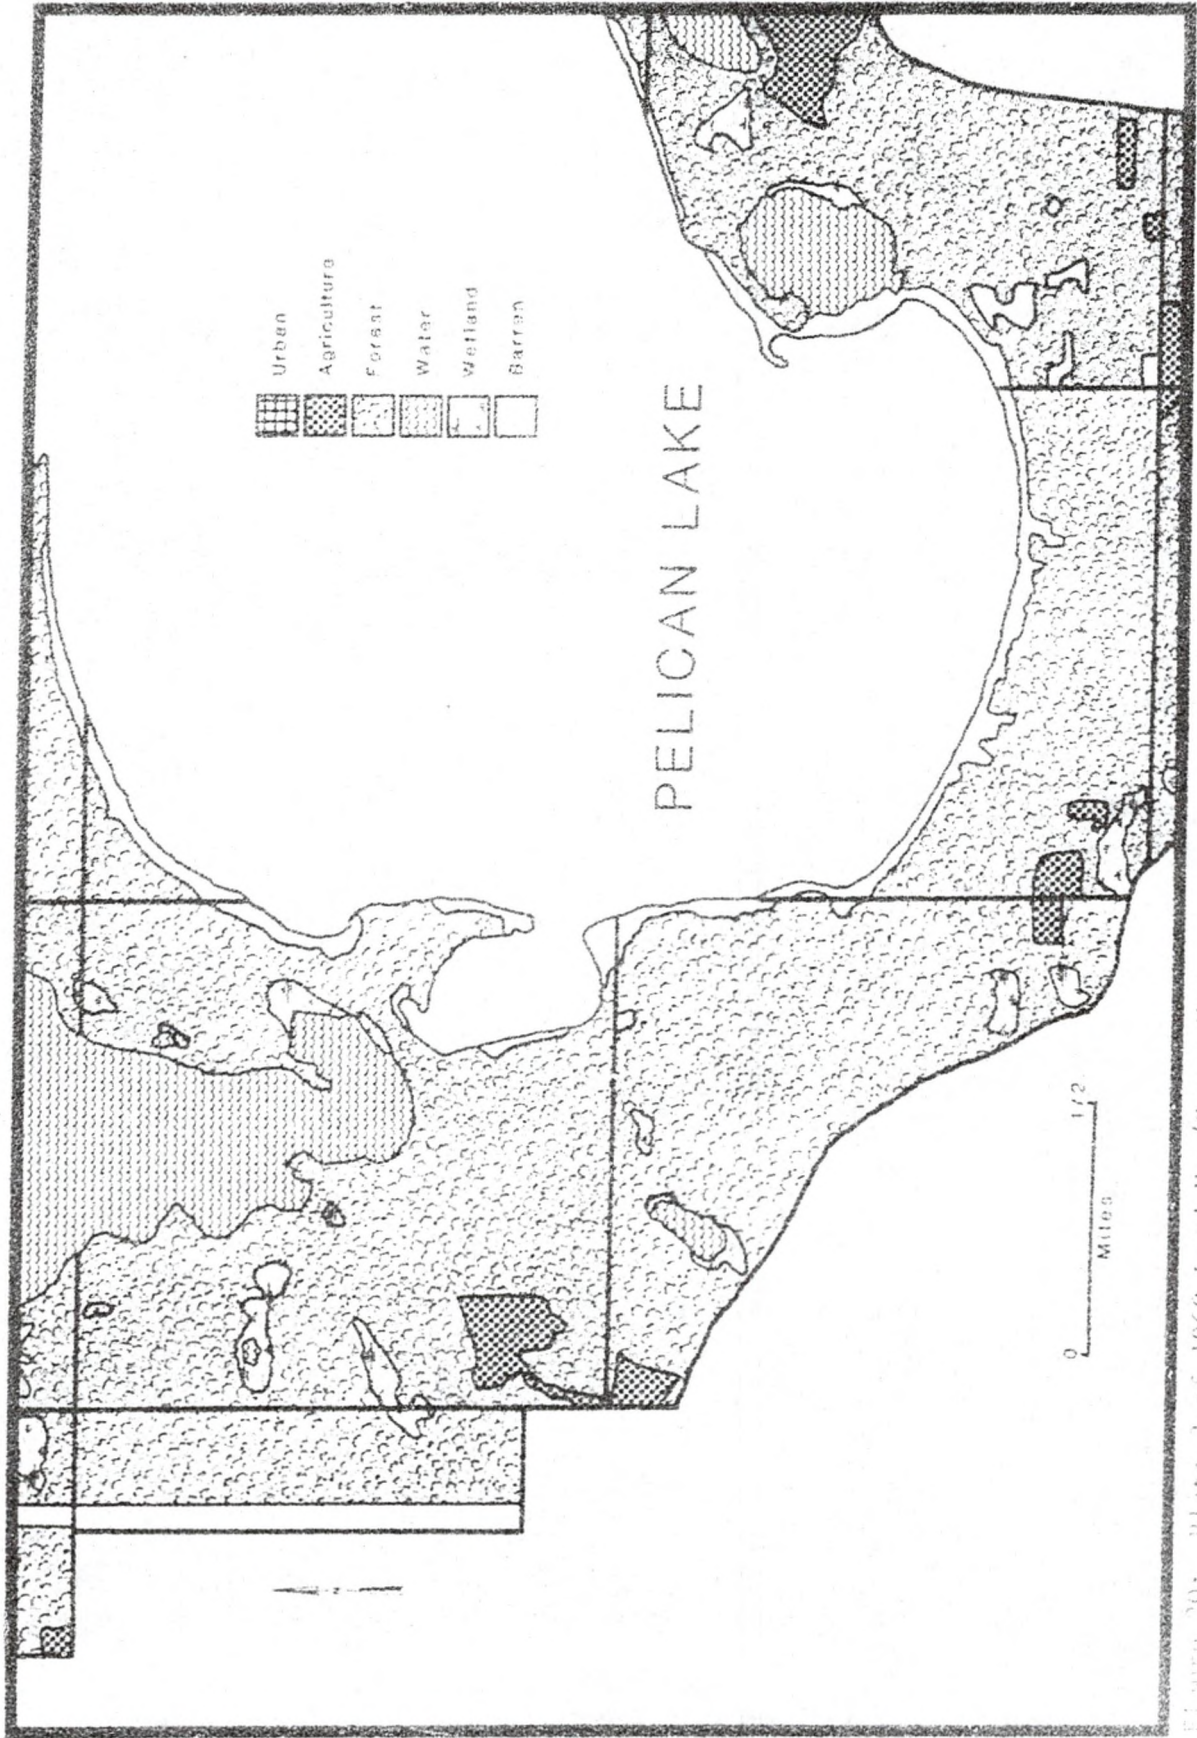 Urban
Agriculture
Forest
Water
Wetland
Barren
PELICAN LAKE
N
0 1/2
Miles